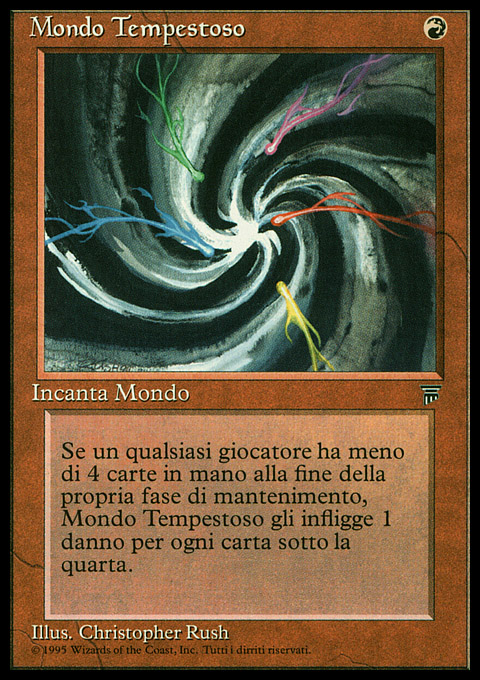 Mondo Tempestoso
Incanta Mondo
Se un qualsiasi giocatore ha meno
di 4 carte in mano alla fine della
propria fase di mantenimento,
Mondo Tempestoso gli infligge 1
danno per ogni carta sotto la
quarta.
Illus. Christopher Rush
© 1995 Wizards of the Coast, Inc. Tutti i dirriti riservati.